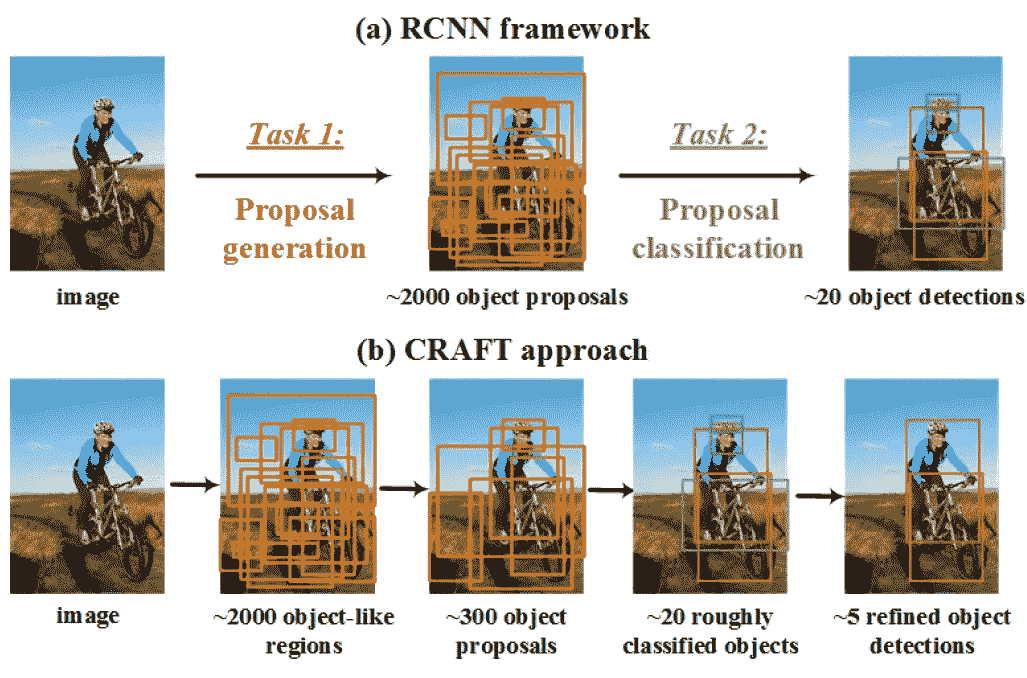 (a) RCNN framework
Task 1:
Proposal
generation
Task 2:
Proposal
classification
image
~2000 object proposals
~20 object detections
(b) CRAFT approach
image
~2000 object-like
regions
~300 object
proposals
~20 roughly
classified objects
~5 refined object
detections